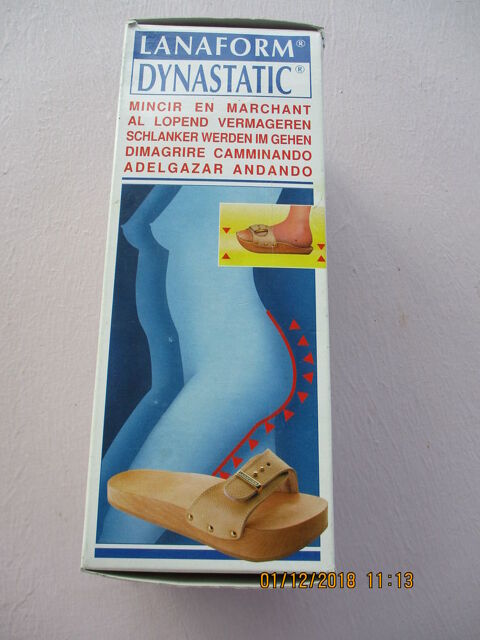 LANAFORM®
DYNASTATIC®
MINCIR EN MARCHANT
AL LOPEND VERMAGEREN
SCHLANKER WERDEN IM GEHEN
DIMAGRIRE CAMMINANDO
ADELGAZAR ANDANDO
01/12/2018 11:13